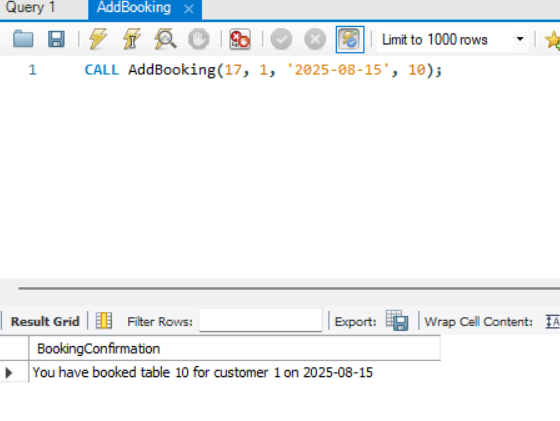 Query 1
AddBooking
Limit to 1000 rows
1 CALL AddBooking(17, 1, '2025-08-15', 10);
Result Grid Filter Rows: Export: Wrap Cell Content:
BookingConfirmation
You have booked table 10 for customer 1 on 2025-08-15